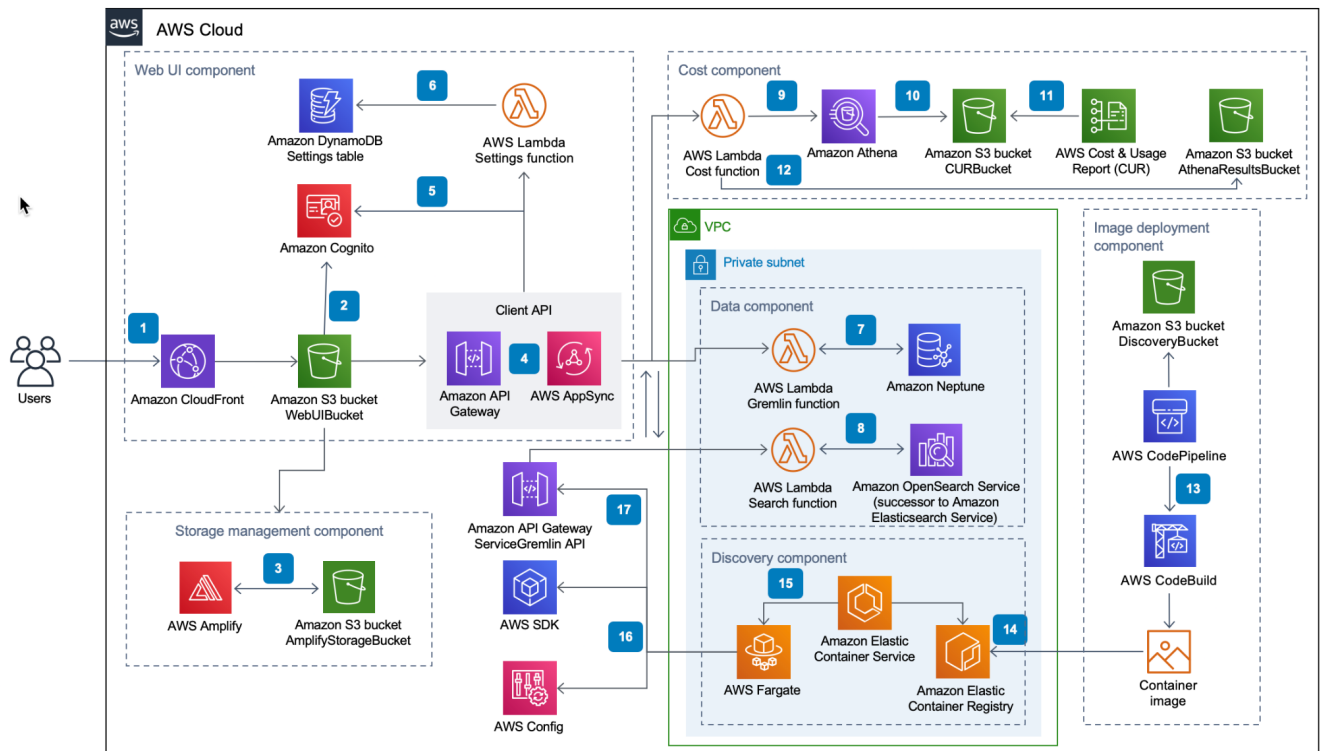 aws
AWS Cloud
Web UI component
6
Amazon DynamoDB
Settings table
AWS Lambda
Settings function
5
Amazon Cognito
2
1
Users
Amazon CloudFront
Amazon S3 bucket
WebUIBucket
Client API
4
Amazon API
Gateway
AWS AppSync
Storage management component
3
AWS Amplify
Amazon S3 bucket
AmplifyStorageBucket
Cost component
9
10
11
AWS Lambda
Cost function
12
Amazon Athena
Amazon S3 bucket
CURBucket
AWS Cost & Usage
Report (CUR)
Amazon S3 bucket
AthenaResultsBucket
VPC
Private subnet
Data component
7
AWS Lambda
Gremlin function
Amazon Neptune
8
AWS Lambda
Search function
Amazon OpenSearch Service
(successor to Amazon
Elasticsearch Service)
17
Amazon API Gateway
ServiceGremlin API
AWS SDK
16
AWS Config
Discovery component
15
Amazon Elastic
Container Service
14
AWS Fargate
Amazon Elastic
Container Registry
Image deployment
component
Amazon S3 bucket
DiscoveryBucket
AWS CodePipeline
13
AWS CodeBuild
Container
image